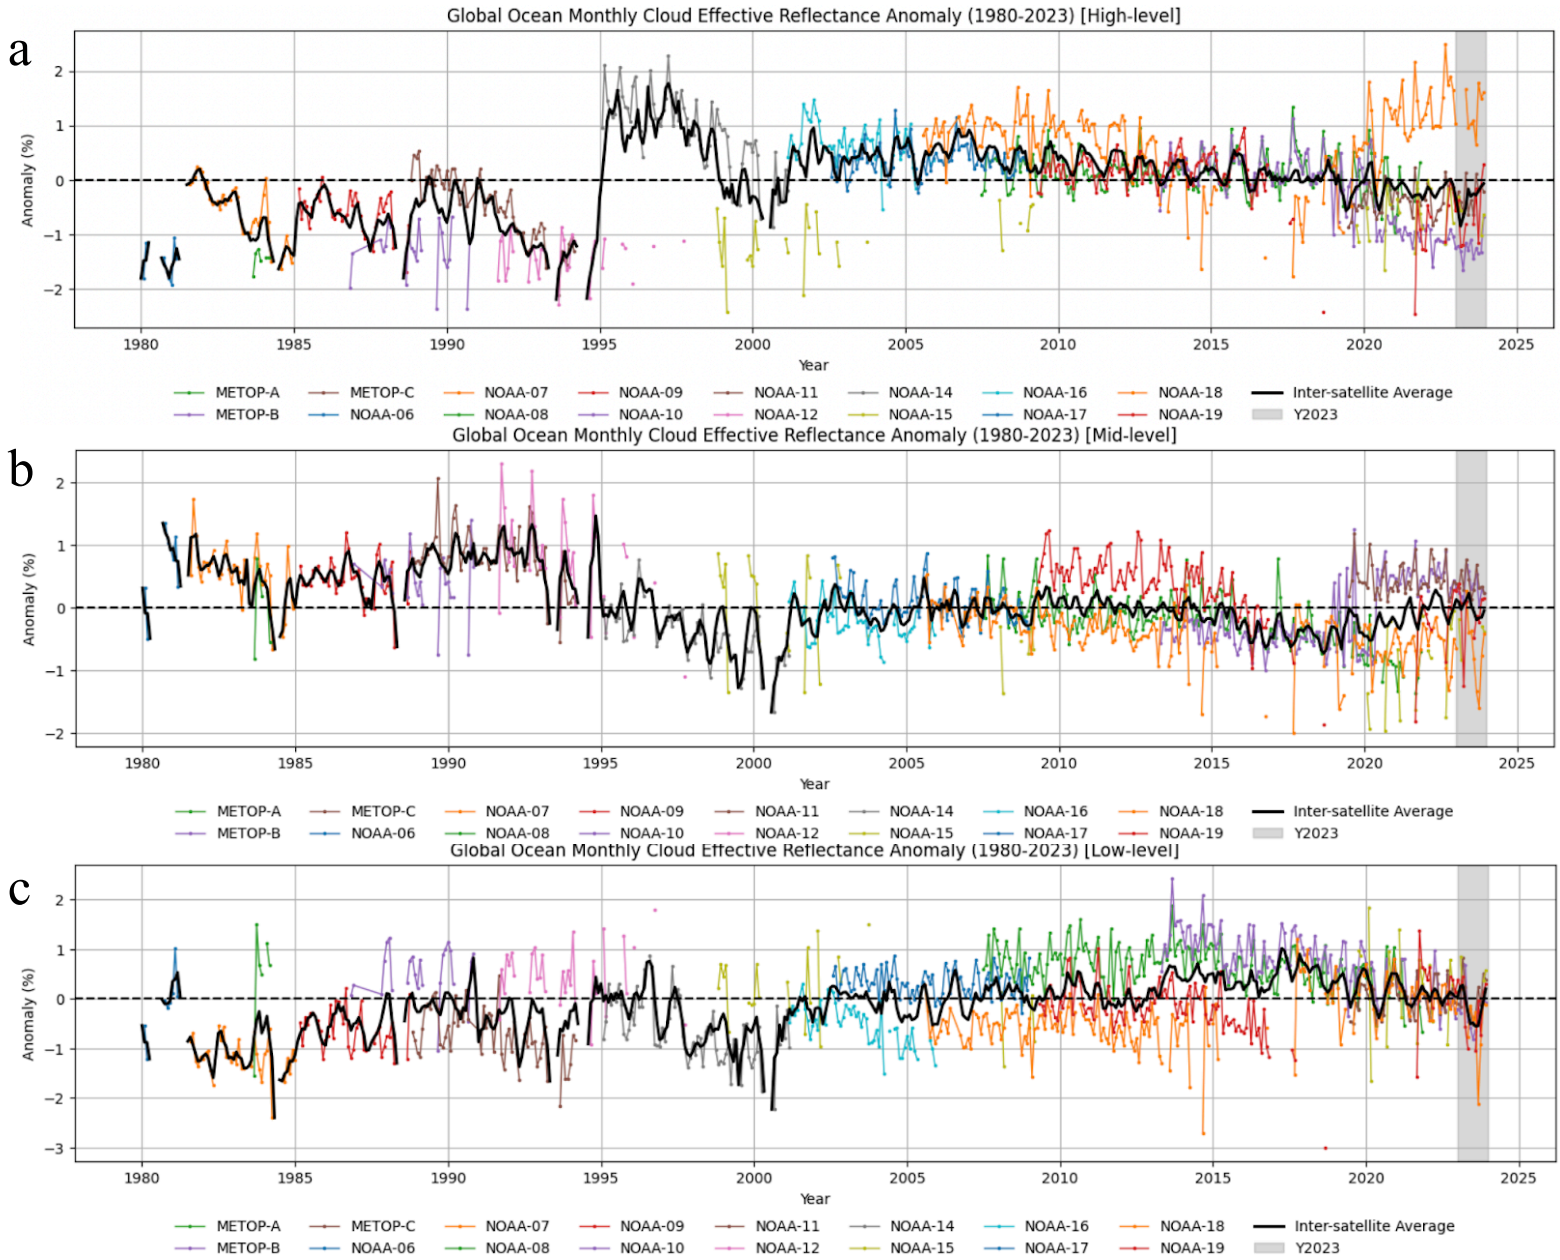 a
Global Ocean Monthly Cloud Effective Reflectance Anomaly (1980-2023) [High-level]
Anomaly (%)
2
1
0
−1
−2
1980 1985 1990 1995 2000 2005 2010 2015 2020 2025
Year
METOP-A METOP-C NOAA-07 NOAA-09 NOAA-11 NOAA-14 NOAA-16 NOAA-18 Inter-satellite Average
METOP-B NOAA-06 NOAA-08 NOAA-10 NOAA-12 NOAA-15 NOAA-17 NOAA-19 Y2023
b
Global Ocean Monthly Cloud Effective Reflectance Anomaly (1980-2023) [Mid-level]
Anomaly (%)
2
1
0
−1
−2
1980 1985 1990 1995 2000 2005 2010 2015 2020 2025
Year
METOP-A METOP-C NOAA-07 NOAA-09 NOAA-11 NOAA-14 NOAA-16 NOAA-18 Inter-satellite Average
METOP-B NOAA-06 NOAA-08 NOAA-10 NOAA-12 NOAA-15 NOAA-17 NOAA-19 Y2023
c
Global Ocean Monthly Cloud Effective Reflectance Anomaly (1980-2023) [Low-level]
Anomaly (%)
2
1
0
−1
−2
−3
1980 1985 1990 1995 2000 2005 2010 2015 2020 2025
Year
METOP-A METOP-C NOAA-07 NOAA-09 NOAA-11 NOAA-14 NOAA-16 NOAA-18 Inter-satellite Average
METOP-B NOAA-06 NOAA-08 NOAA-10 NOAA-12 NOAA-15 NOAA-17 NOAA-19 Y2023